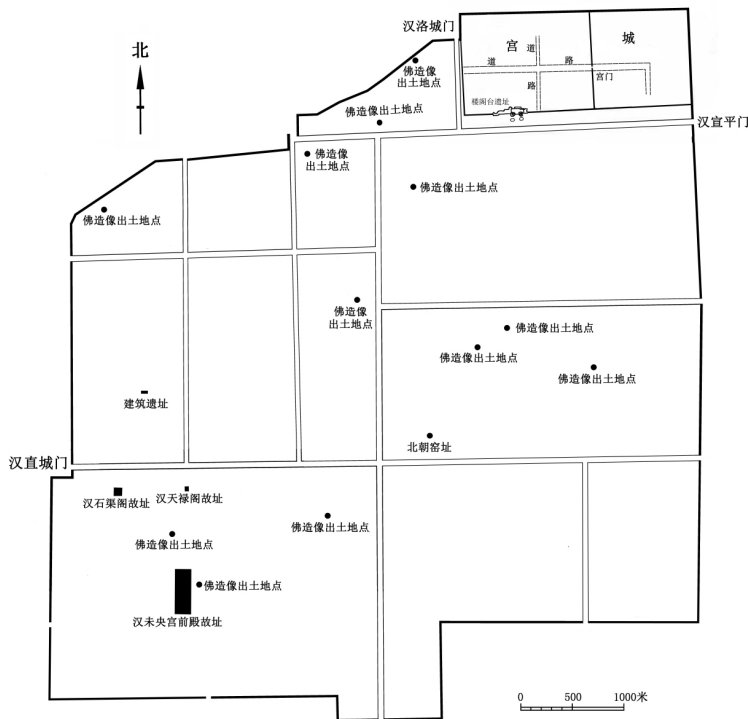 汉洛城门
北
宫
城
道
道
路
路
宫门
楼阁台遗址
汉宣平门
佛造像
出土地点
佛造像出土地点
佛造像
出土地点
佛造像出土地点
佛造像出土地点
佛造像
出土地点
佛造像出土地点
佛造像出土地点
佛造像出土地点
建筑遗址
北朝窑址
汉直城门
汉石渠阁故址
汉天禄阁故址
佛造像出土地点
佛造像出土地点
佛造像出土地点
汉未央宫前殿故址
0 500 1000米